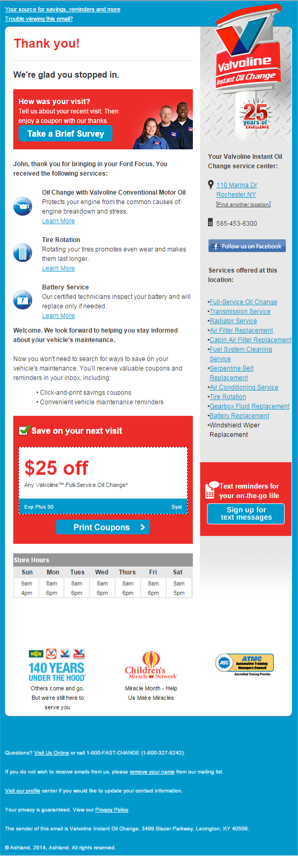 Your source for savings, reminders and more
Trouble viewing this email?
Thank you!
We're glad you stopped in.
How was your visit?
Tell us about your recent visit. Then
enjoy a coupon with our thanks.
Take a Brief Survey
John, thank you for bringing in your Ford Focus. You
received the following services:
Oil Change with Valvoline Conventional Motor Oil
Protects your engine from the common causes of
engine breakdown and stress.
Learn More
Tire Rotation
Rotating your tires promotes even wear and makes
them last longer.
Learn More
Battery Service
Our certified technicians inspect your battery and will
replace only if needed.
Learn More
Welcome. We look forward to helping you stay informed
about your vehicle's maintenance.
Now you won't need to search for ways to save on your
vehicle's maintenance. You'll receive valuable coupons and
reminders in your inbox, including:
• Click-and-print savings coupons
• Convenient vehicle maintenance reminders
Save on your next visit
$25 off
Any Valvoline™ Full-Service Oil Change*
Exp Plus 30
Syst
Print Coupons
Store Hours
Sun Mon Tues Wed Thurs Fri Sat
9am 8am 8am 8am 8am 8am 8am
4pm 6pm 6pm 6pm 6pm 6pm 5pm
Valvoline
Instant Oil Change
25
years of
EXCELLENCE
Your Valvoline Instant Oil
Change service center:
110 Marina Dr
Rochester,NY
[Find another location]
585-453-8300
Follow us on Facebook
Services offered at this
location:
•Full-Service Oil Change
•Transmission Service
•Radiator Service
•Air Filter Replacement
•Cabin Air Filter Replacement
•Fuel System Cleaning
Service
•Serpentine Belt
Replacement
•Air Conditioning Service
•Tire Rotation
•Gearbox Fluid Replacement
•Battery Replacement
•Windshield Wiper
Replacement
Text reminders for
your on-the-go life
Sign up for
text messages
140 YEARS
UNDER THE HOOD
Others come and go.
But we're still here to
serve you
Children's
Miracle Network
Miracle Month - Help
Us Make Miracles
ATMC
Automotive Training
Managers Council
Accredited Training Provider
Questions? Visit Us Online or call 1-800-FAST-CHANGE (1-800-327-8242).
If you do not wish to receive emails from us, please remove your name from our mailing list.
Visit our profile center if you would like to update your contact information.
Your privacy is guaranteed. View our Privacy Policy.
The sender of this email is Valvoline Instant Oil Change, 3499 Blazer Parkway, Lexington, KY 40509.
© Ashland, 2014. Ashland. All rights reserved.